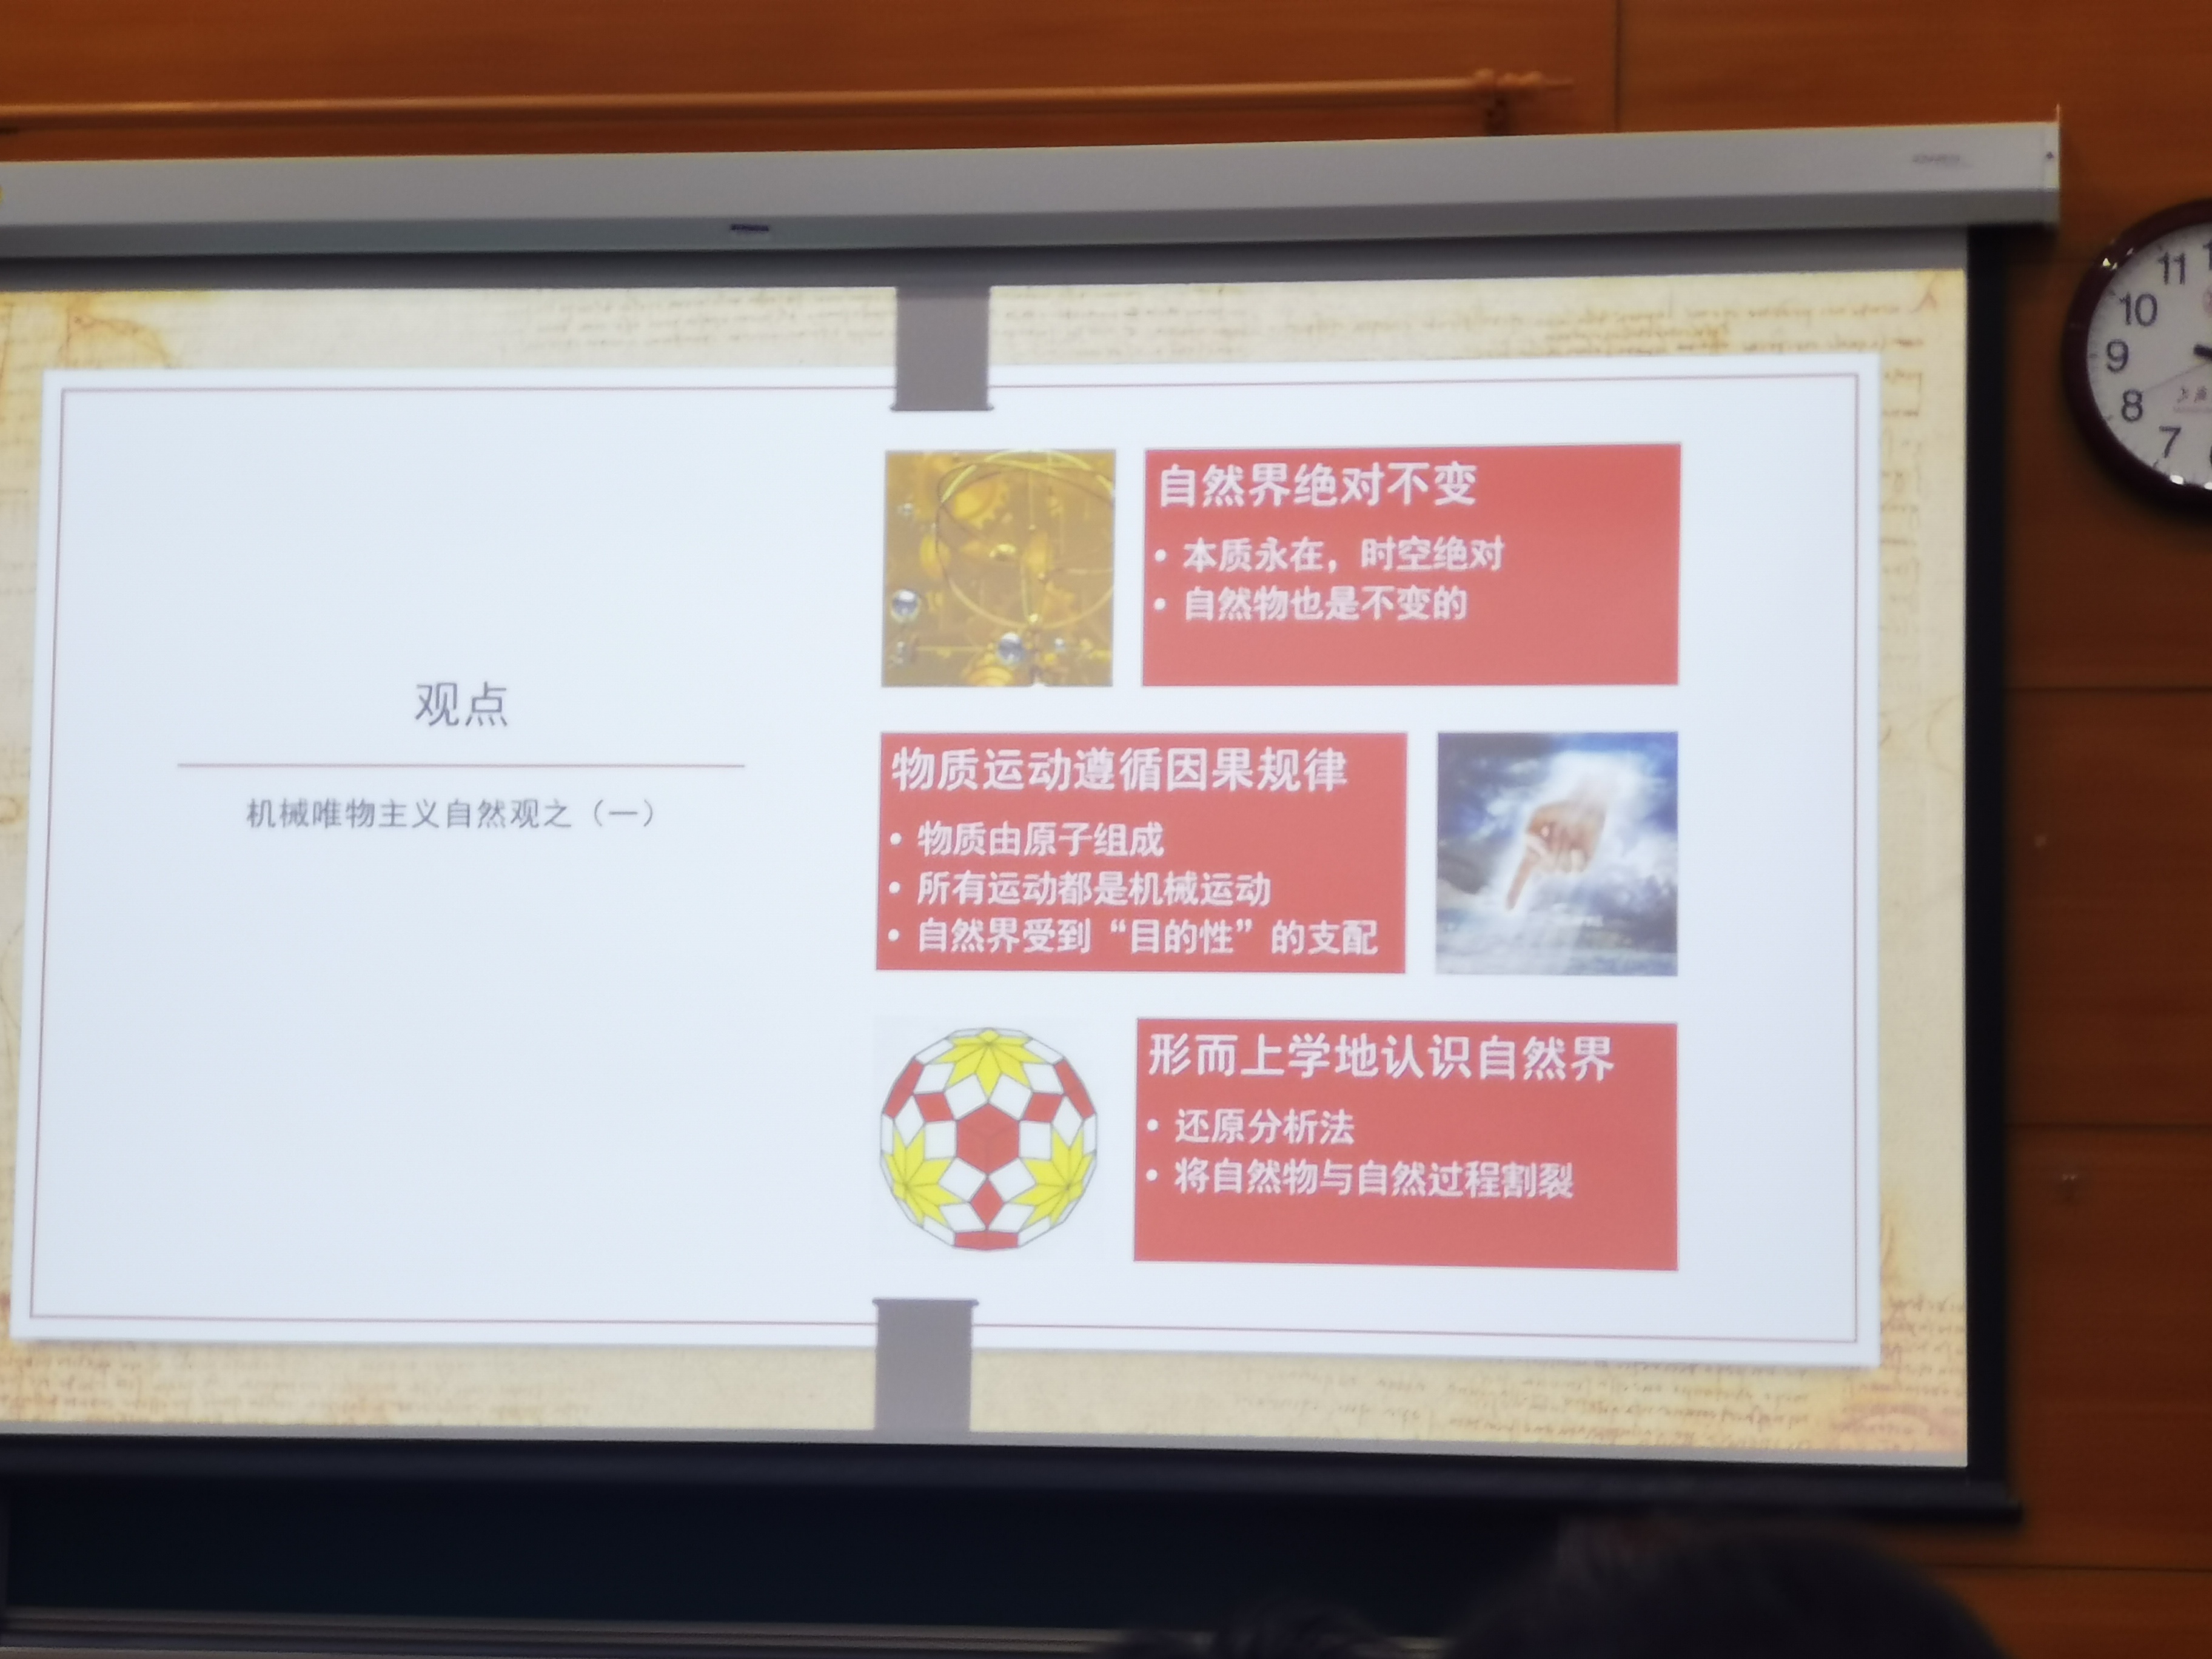 观点
机械唯物主义自然观之（一）
自然界绝对不变
• 本质永在，时空绝对
• 自然物也是不变的
物质运动遵循因果规律
• 物质由原子组成
• 所有运动都是机械运动
• 自然界受到“目的性”的支配
形而上学地认识自然界
• 还原分析法
• 将自然物与自然过程割裂
11
10
9
8
7